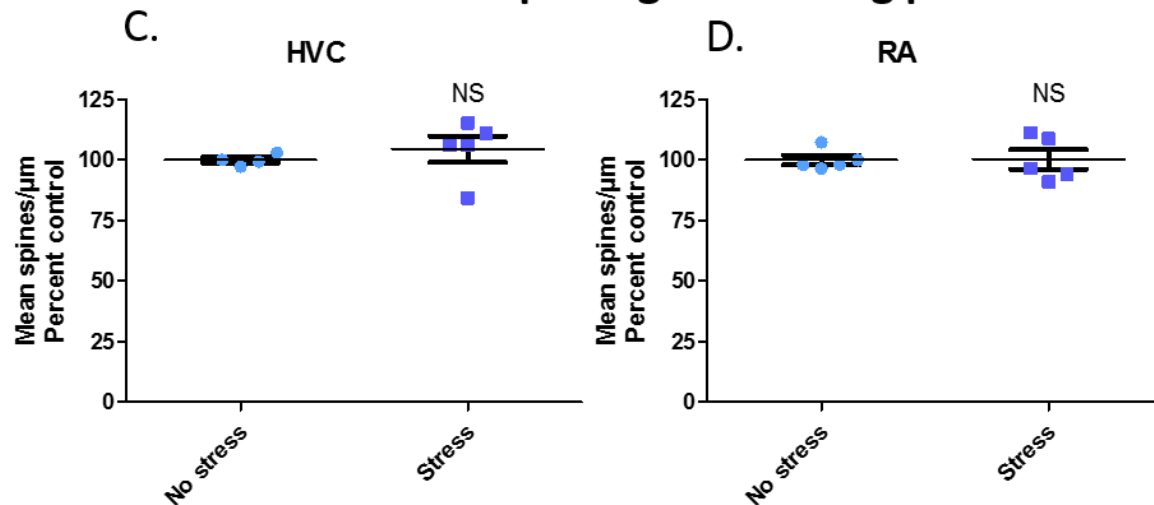 C.
HVC
NS
125
100
75
50
25
0
Mean spines/µm
Percent control
No stress
Stress
D.
RA
NS
125
100
75
50
25
0
Mean spines/µm
Percent control
No stress
Stress